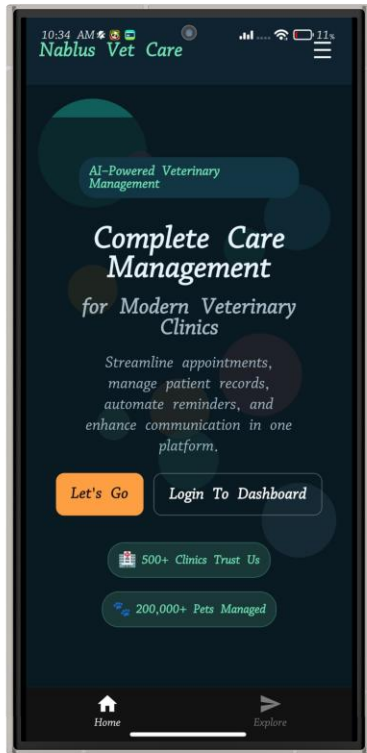 10:34 AM
11%
Nablus Vet Care
AI-Powered Veterinary
Management
Complete Care
Management
for Modern Veterinary
Clinics
Streamline appointments,
manage patient records,
automate reminders, and
enhance communication in one
platform.
Let's Go
Login To Dashboard
500+ Clinics Trust Us
200,000+ Pets Managed
Home
Explore